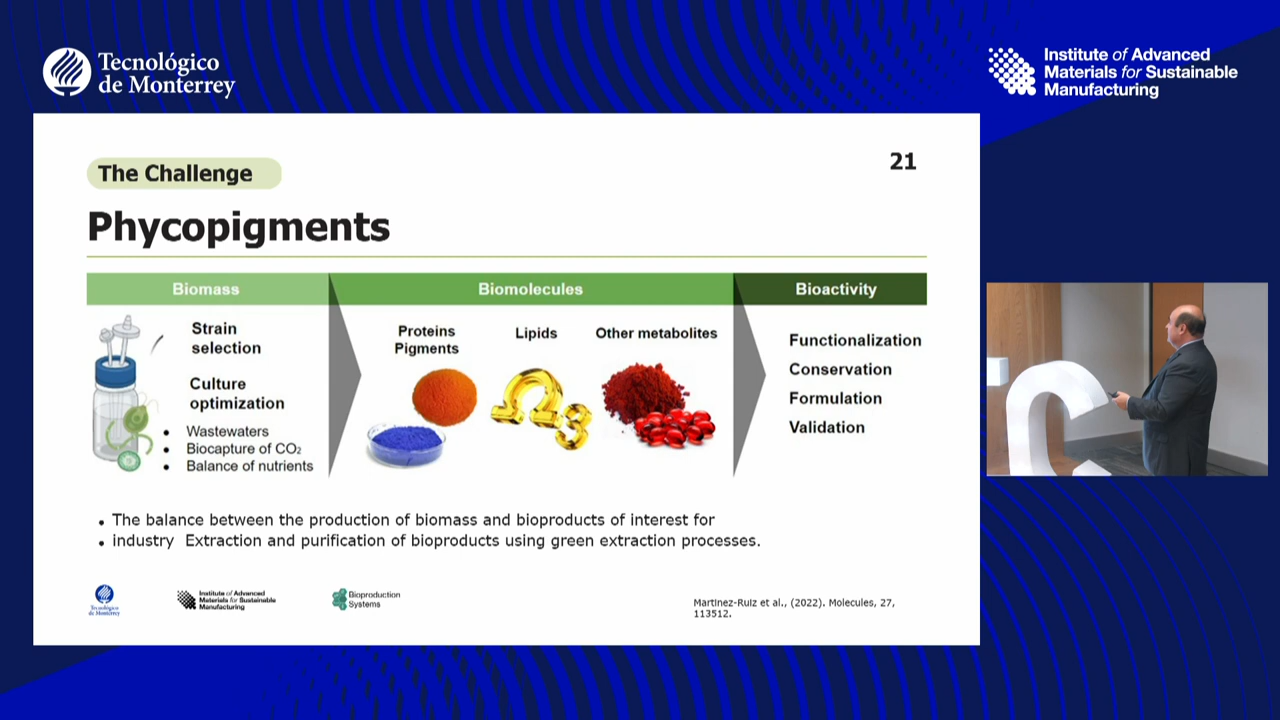 Tecnológico
de Monterrey
Institute of Advanced
Materials for Sustainable
Manufacturing
The Challenge
21
Phycopigments
Biomass
Biomolecules
Bioactivity
Strain
selection
Culture
optimization
• Wastewaters
• Biocapture of CO₂
• Balance of nutrients
Proteins
Pigments
Lipids
Other metabolites
Functionalization
Conservation
Formulation
Validation
• The balance between the production of biomass and bioproducts of interest for
• industry Extraction and purification of bioproducts using green extraction processes.
Tecnológico
de Monterrey
Institute of Advanced
Materials for Sustainable
Manufacturing
Bioproduction
Systems
Martinez-Ruiz et al., (2022). Molecules, 27,
113512.